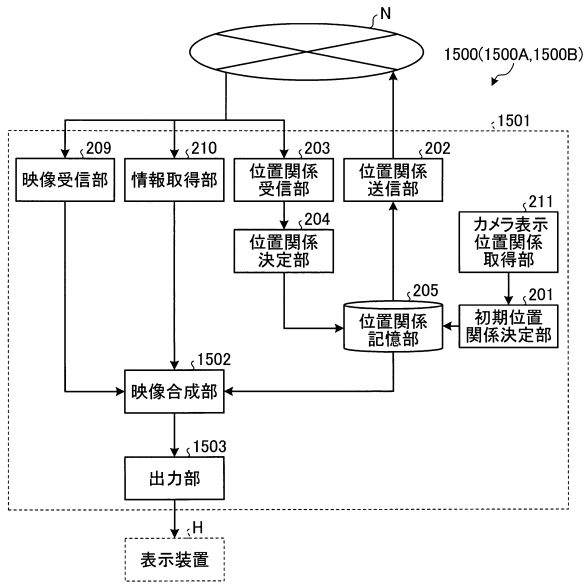 N
1500(1500A,1500B)
1501
209
映像受信部
210
情報取得部
203
位置関係
受信部
202
位置関係
送信部
204
位置関係
決定部
211
カメラ表示
位置関係
取得部
205
位置関係
記憶部
201
初期位置
関係決定部
1502
映像合成部
1503
出力部
H
表示装置